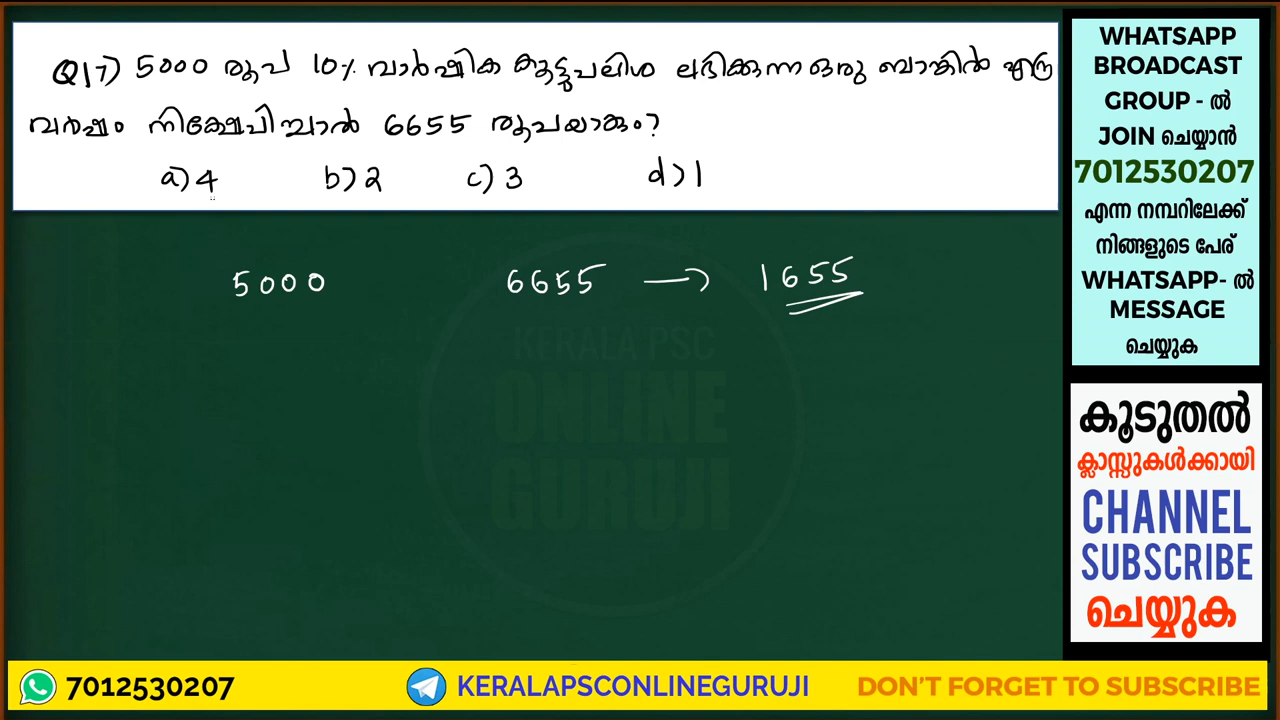 Q17) 5000 രൂപ 10% വാർഷിക കൂട്ടുപലിശ ലഭിക്കുന്ന ഒരു ബാങ്കിൽ എത്ര
വർഷം നിക്ഷേപിച്ചാൽ 6655 രൂപയാകും?
a) 4 b) 2 c) 3 d) 1
5000 6655 → 1655
KERALA PSC
ONLINE
GURUJI
WHATSAPP
BROADCAST
GROUP - ൽ
JOIN ചെയ്യാൻ
7012530207
എന്ന നമ്പറിലേക്ക്
നിങ്ങളുടെ പേര്
WHATSAPP- ൽ
MESSAGE
ചെയ്യുക
കൂടുതൽ
ക്ലാസ്സുകൾക്കായി
CHANNEL
SUBSCRIBE
ചെയ്യുക
7012530207 KERALAPSCONLINEGURUJI DON'T FORGET TO SUBSCRIBE